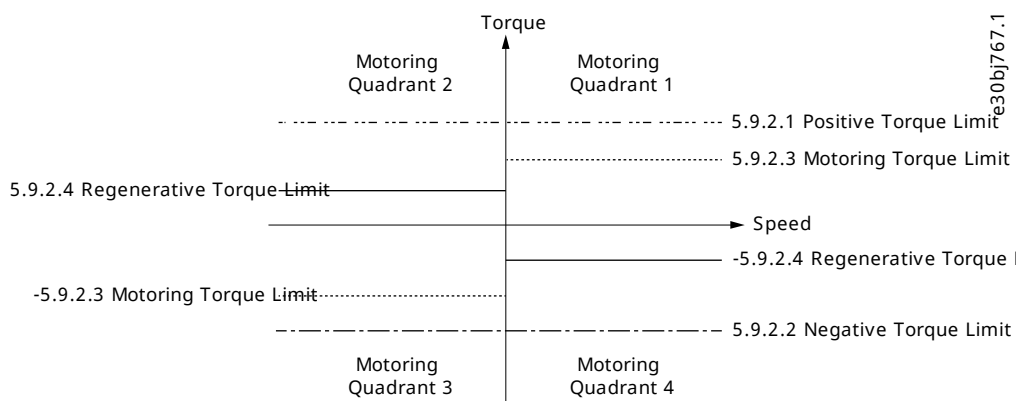 Torque
Motoring
Quadrant 2
Motoring
Quadrant 1
e30bj767.1
5.9.2.1 Positive Torque Limit
5.9.2.3 Motoring Torque Limit
5.9.2.4 Regenerative Torque Limit
Speed
-5.9.2.4 Regenerative Torque
-5.9.2.3 Motoring Torque Limit
5.9.2.2 Negative Torque Limit
Motoring
Quadrant 3
Motoring
Quadrant 4